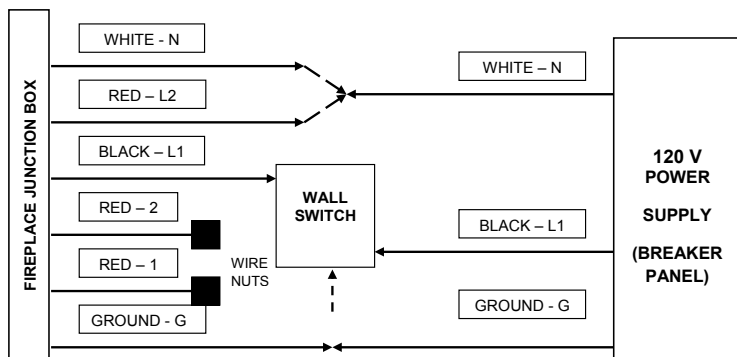 FIREPLACE JUNCTION BOX
WHITE - N
RED – L2
BLACK – L1
RED – 2
RED – 1
GROUND - G
WIRE
NUTS
WALL
SWITCH
WHITE – N
BLACK – L1
GROUND - G
120 V
POWER
SUPPLY
(BREAKER
PANEL)